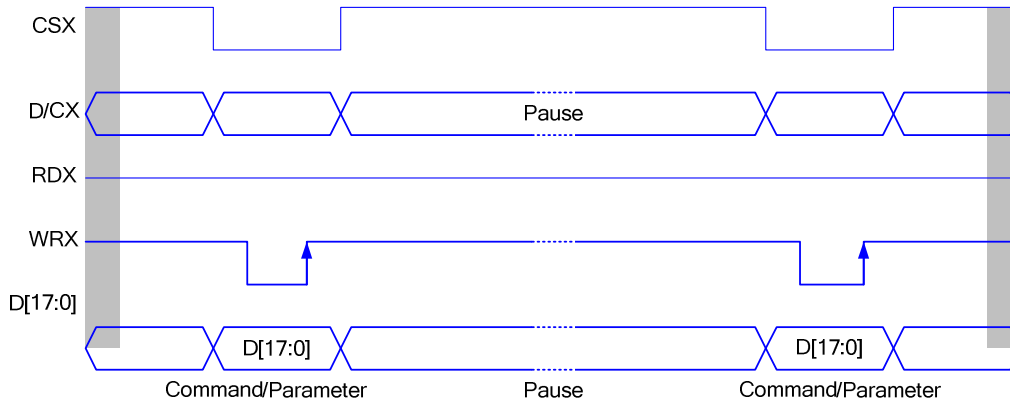 CSX
D/CX
Pause
RDX
WRX
D[17:0]
D[17:0] D[17:0]
Command/Parameter Pause Command/Parameter